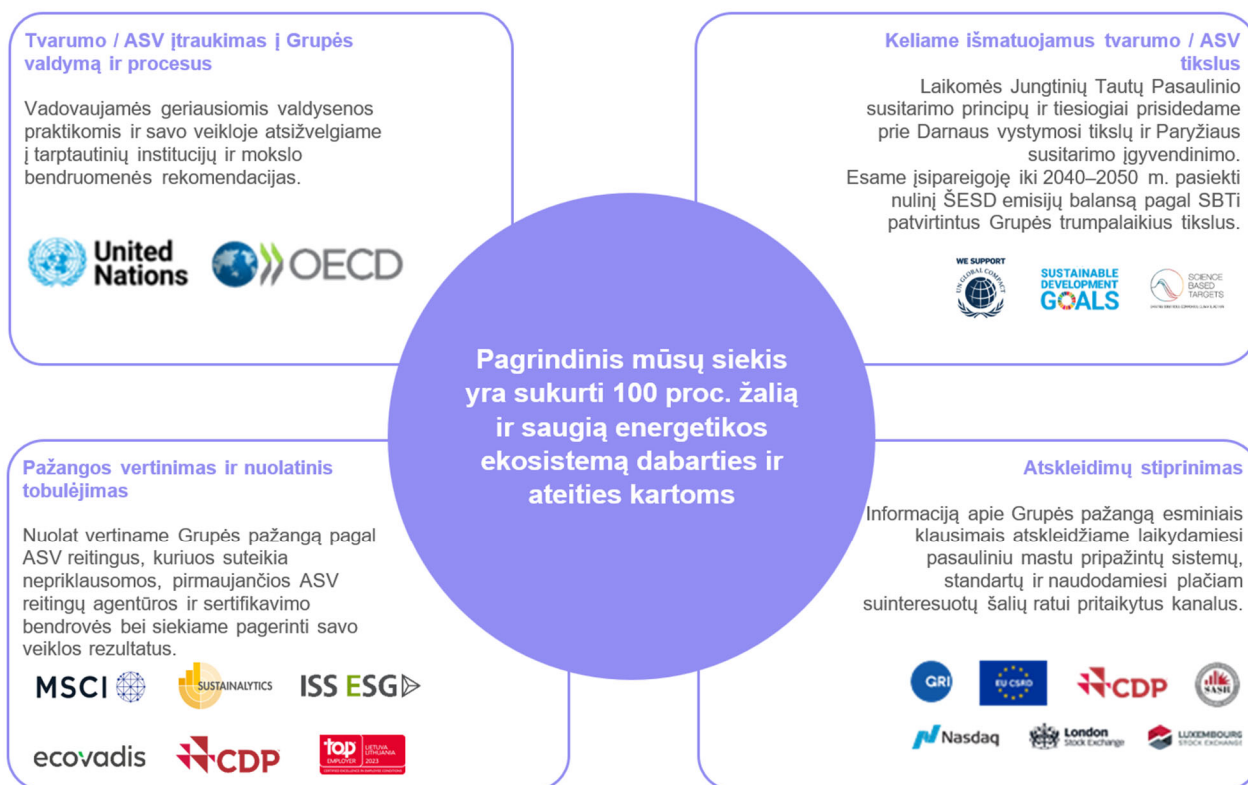 Tvarumo / ASV įtraukimas į Grupės
valdymą ir procesus
Vadovaujamės geriausiomis valdysenos
praktikomis ir savo veikloje atsižvelgiame
į tarptautinių institucijų ir mokslo
bendruomenės rekomendacijas.
United
Nations
OECD
Keliame išmatuojamus tvarumo / ASV
tikslus
Laikomės Jungtinių Tautų Pasaulinio
susitarimo principų ir tiesiogiai prisidedame
prie Darnaus vystymosi tikslų ir Paryžiaus
susitarimo įgyvendinimo.
Esame įsipareigoję iki 2040–2050 m. pasiekti
nulinį ŠESD emisijų balansą pagal SBTi
patvirtintus Grupės trumpalaikius tikslus.
WE SUPPORT
UN GLOBAL COMPACT
SUSTAINABLE
DEVELOPMENT
GOALS
SCIENCE
BASED
TARGETS
Pagrindinis mūsų siekis
yra sukurti 100 proc. žalią
ir saugią energetikos
ekosistemą dabarties ir
ateities kartoms
Pažangos vertinimas ir nuolatinis
tobulėjimas
Nuolat vertiname Grupės pažangą pagal
ASV reitingus, kuriuos suteikia
nepriklausomos, pirmaujančios ASV
reitingų agentūros ir sertifikavimo
bendrovės bei siekiame pagerinti savo
veiklos rezultatus.
MSCI
SUSTAINALYTICS
ISS ESG
ecovadis
CDP
top
EMPLOYER
LIETUVA
LITHUANIA
2023
Atskleidimų stiprinimas
Informaciją apie Grupės pažangą esminiais
klausimais atskleidžiame laikydamiesi
pasauliniu mastu pripažintų sistemų,
standartų ir naudodamiesi plačiam
suinteresuotų šalių ratui pritaikytus kanalus.
GRI
EU CSRD
CDP
SASB
Nasdaq
London
Stock Exchange
LUXEMBOURG
STOCK EXCHANGE